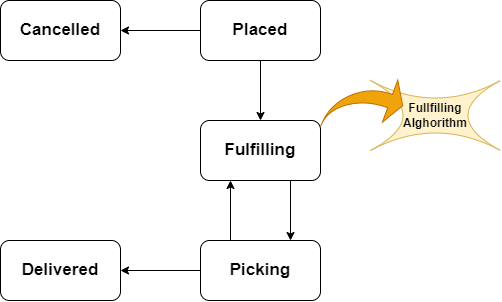 Cancelled
Placed
Fullfilling
Alghorithm
Fulfilling
Delivered
Picking